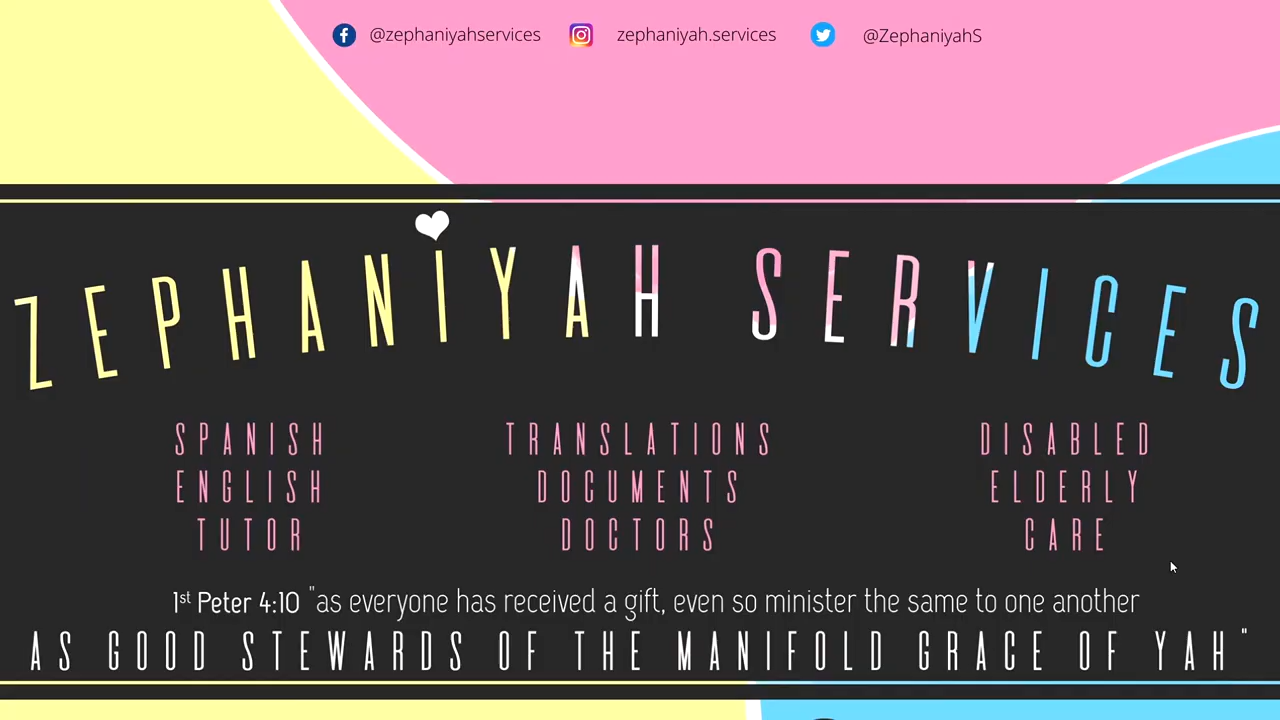 @zephaniyahservices zephaniyah.services @ZephaniyahS
ZEPHANIYAH SERVICES
SPANISH
ENGLISH
TUTOR
TRANSLATIONS
DOCUMENTS
DOCTORS
DISABLED
ELDERLY
CARE
1st Peter 4:10 "as everyone has received a gift, even so minister the same to one another
AS GOOD STEWARDS OF THE MANIFOLD GRACE OF YAH"